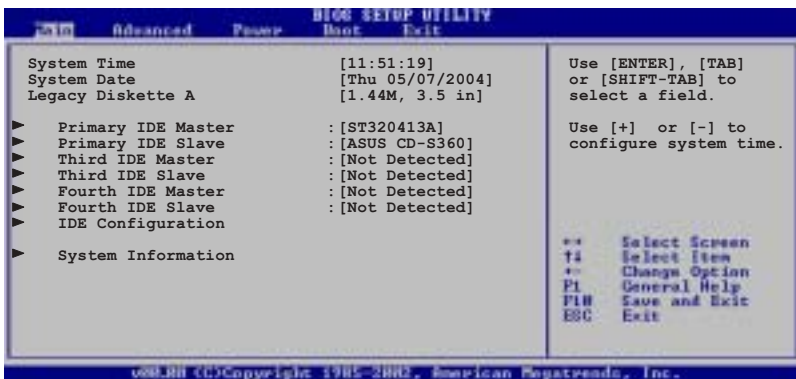 BIOS SETUP UTILITY
Main Advanced Power Boot Exit
System Time [11:51:19]
System Date [Thu 05/07/2004]
Legacy Diskette A [1.44M, 3.5 in]
Primary IDE Master :[ST320413A]
Primary IDE Slave :[ASUS CD-S360]
Third IDE Master :[Not Detected]
Third IDE Slave :[Not Detected]
Fourth IDE Master :[Not Detected]
Fourth IDE Slave :[Not Detected]
IDE Configuration
System Information
Use [ENTER], [TAB]
or [SHIFT-TAB] to
select a field.
Use [+] or [-] to
configure system time.
↔ Select Screen
↑↓ Select Item
+- Change Option
F1 General Help
F10 Save and Exit
ESC Exit
(C)Copyright 1985-2002, American Megatrends, Inc.